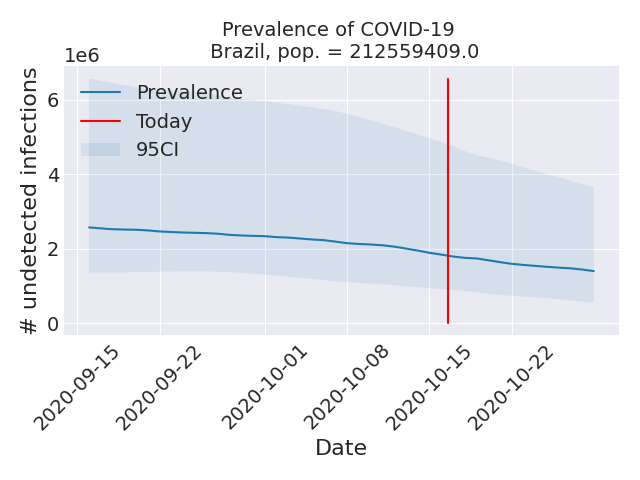 Prevalence of COVID-19
Brazil, pop. = 212559409.0
1e6
# undetected infections
6
4
2
0
Prevalence
Today
95CI
2020-09-15
2020-09-22
2020-10-01
2020-10-08
2020-10-15
2020-10-22
Date